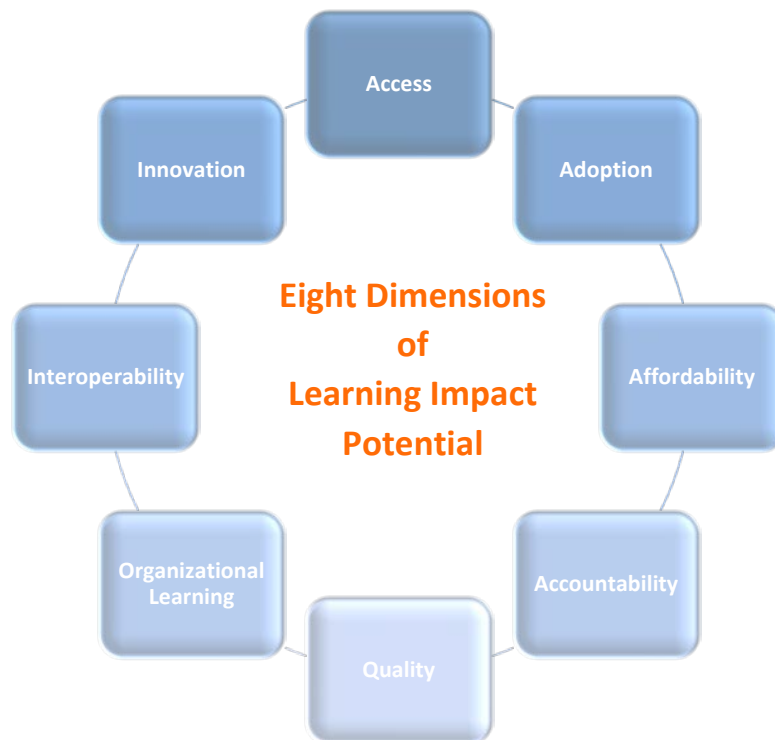 Access
Adoption
Affordability
Accountability
Quality
Organizational
Learning
Interoperability
Innovation
Eight Dimensions
of
Learning Impact
Potential